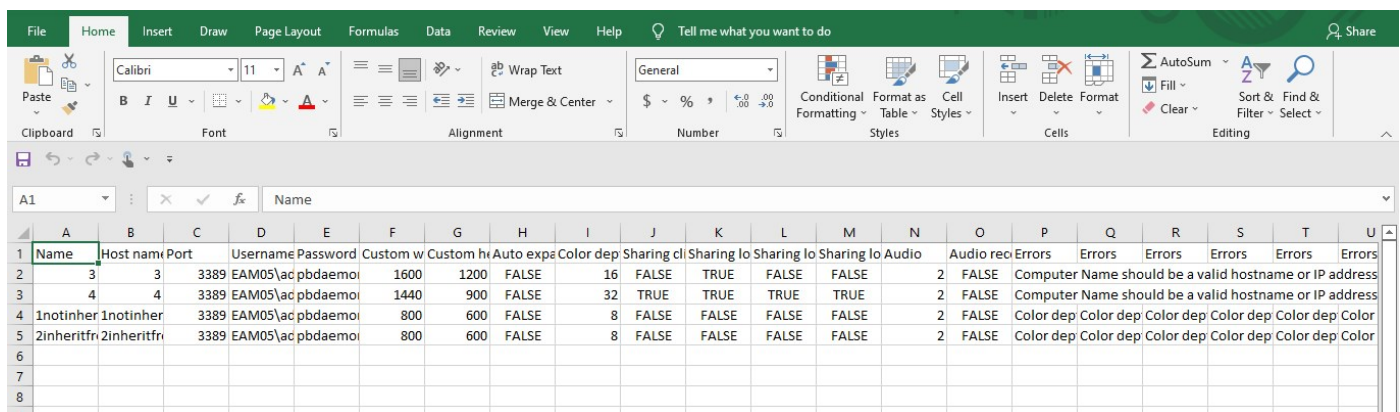 File Home Insert Draw Page Layout Formulas Data Review View Help Tell me what you want to do Share
Paste
Clipboard
Calibri 11 A A
B I U A
Font
ab Wrap Text
Merge & Center
Alignment
General
$ % , .0 .00 .00 .0
Number
Conditional Formatting
Format as Table
Cell Styles
Styles
Insert Delete Format
Cells
AutoSum
Fill
Clear
Sort & Filter
Find & Select
Editing
A1 fx Name
A B C D E F G H I J K L M N O P Q R S T U
1 Name Host nam Port Username Password Custom w Custom he Auto expa Color dep Sharing cli Sharing lo Sharing lo Sharing lo Audio Audio rec Errors Errors Errors Errors Errors Errors
2 3 3 3389 EAM05\ad pbdaemo 1600 1200 FALSE 16 FALSE TRUE FALSE FALSE 2 FALSE Computer Name should be a valid hostname or IP address
3 4 4 3389 EAM05\ad pbdaemo 1440 900 FALSE 32 TRUE TRUE TRUE TRUE 2 FALSE Computer Name should be a valid hostname or IP address
4 1notinher 1notinher 3389 EAM05\ad pbdaemo 800 600 FALSE 8 FALSE FALSE FALSE FALSE 2 FALSE Color dep Color dep Color dep Color dep Color dep Color
5 2inheritfr 2inheritfr 3389 EAM05\ad pbdaemo 800 600 FALSE 8 FALSE FALSE FALSE FALSE 2 FALSE Color dep Color dep Color dep Color dep Color dep Color
6
7
8